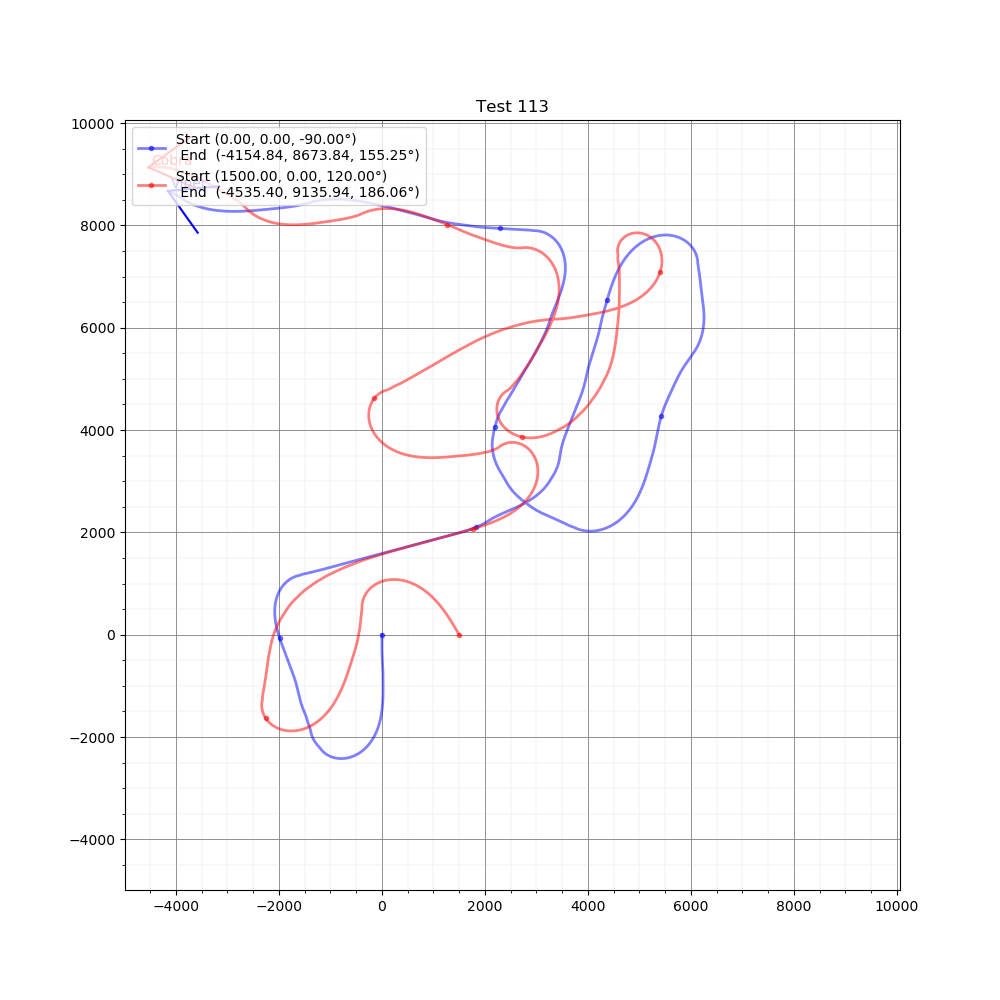 Test 113
Start (0.00, 0.00, -90.00°)
End (-4154.84, 8673.84, 155.25°)
Start (1500.00, 0.00, 120.00°)
End (-4535.40, 9135.94, 186.06°)
Cobra
10000
8000
6000
4000
2000
0
−2000
−4000
−4000 −2000 0 2000 4000 6000 8000 10000